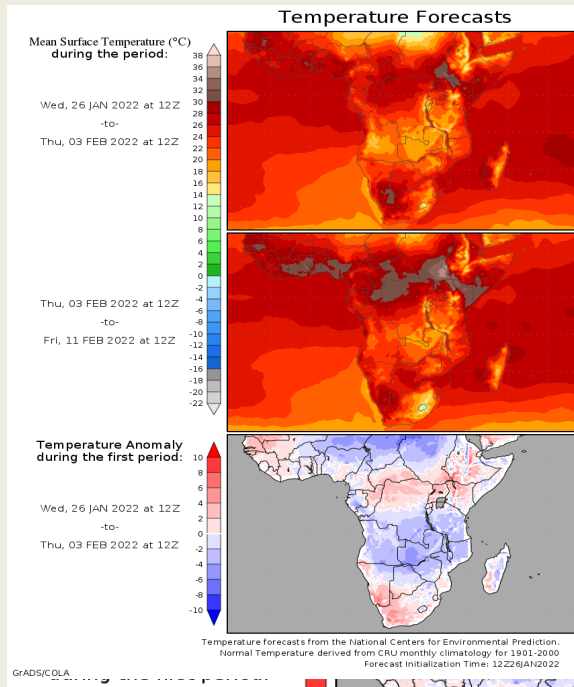 Temperature Forecasts
Mean Surface Temperature (°C)
during the period:
Wed, 26 JAN 2022 at 12Z
-to-
Thu, 03 FEB 2022 at 12Z
38
36
34
32
30
28
26
24
22
20
18
16
14
12
10
8
6
4
2
0
-2
-4
-6
-8
-10
-12
-14
-16
-18
-20
-22
Thu, 03 FEB 2022 at 12Z
-to-
Fri, 11 FEB 2022 at 12Z
Temperature Anomaly
during the first period:
Wed, 26 JAN 2022 at 12Z
-to-
Thu, 03 FEB 2022 at 12Z
10
8
6
4
2
0
-2
-4
-6
-8
-10
Temperature forecasts from the National Centers for Environmental Prediction.
Normal Temperature derived from CRU monthly climatology for 1901-2000
Forecast Initialization Time: 12Z26JAN2022
GrADS/COLA
during the first period: